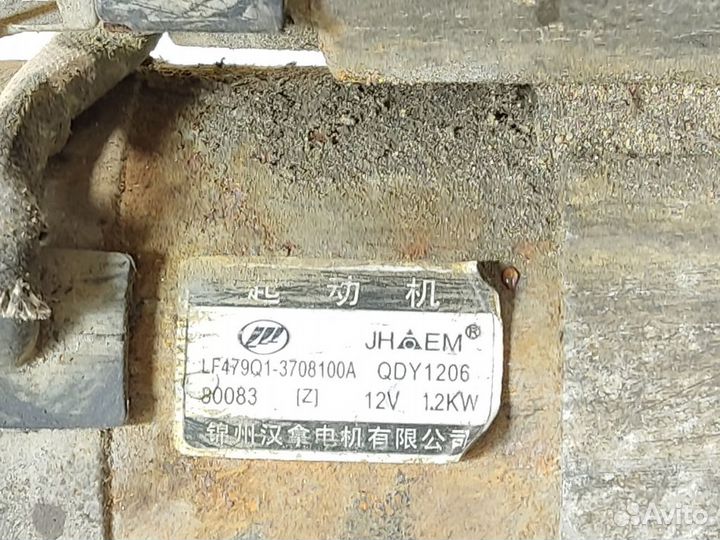 起动机
JHAEM®
LF479Q1-3708100A QDY1206
80083 [Z] 12V 1.2KW
锦州汉拿电机有限公司
Avito